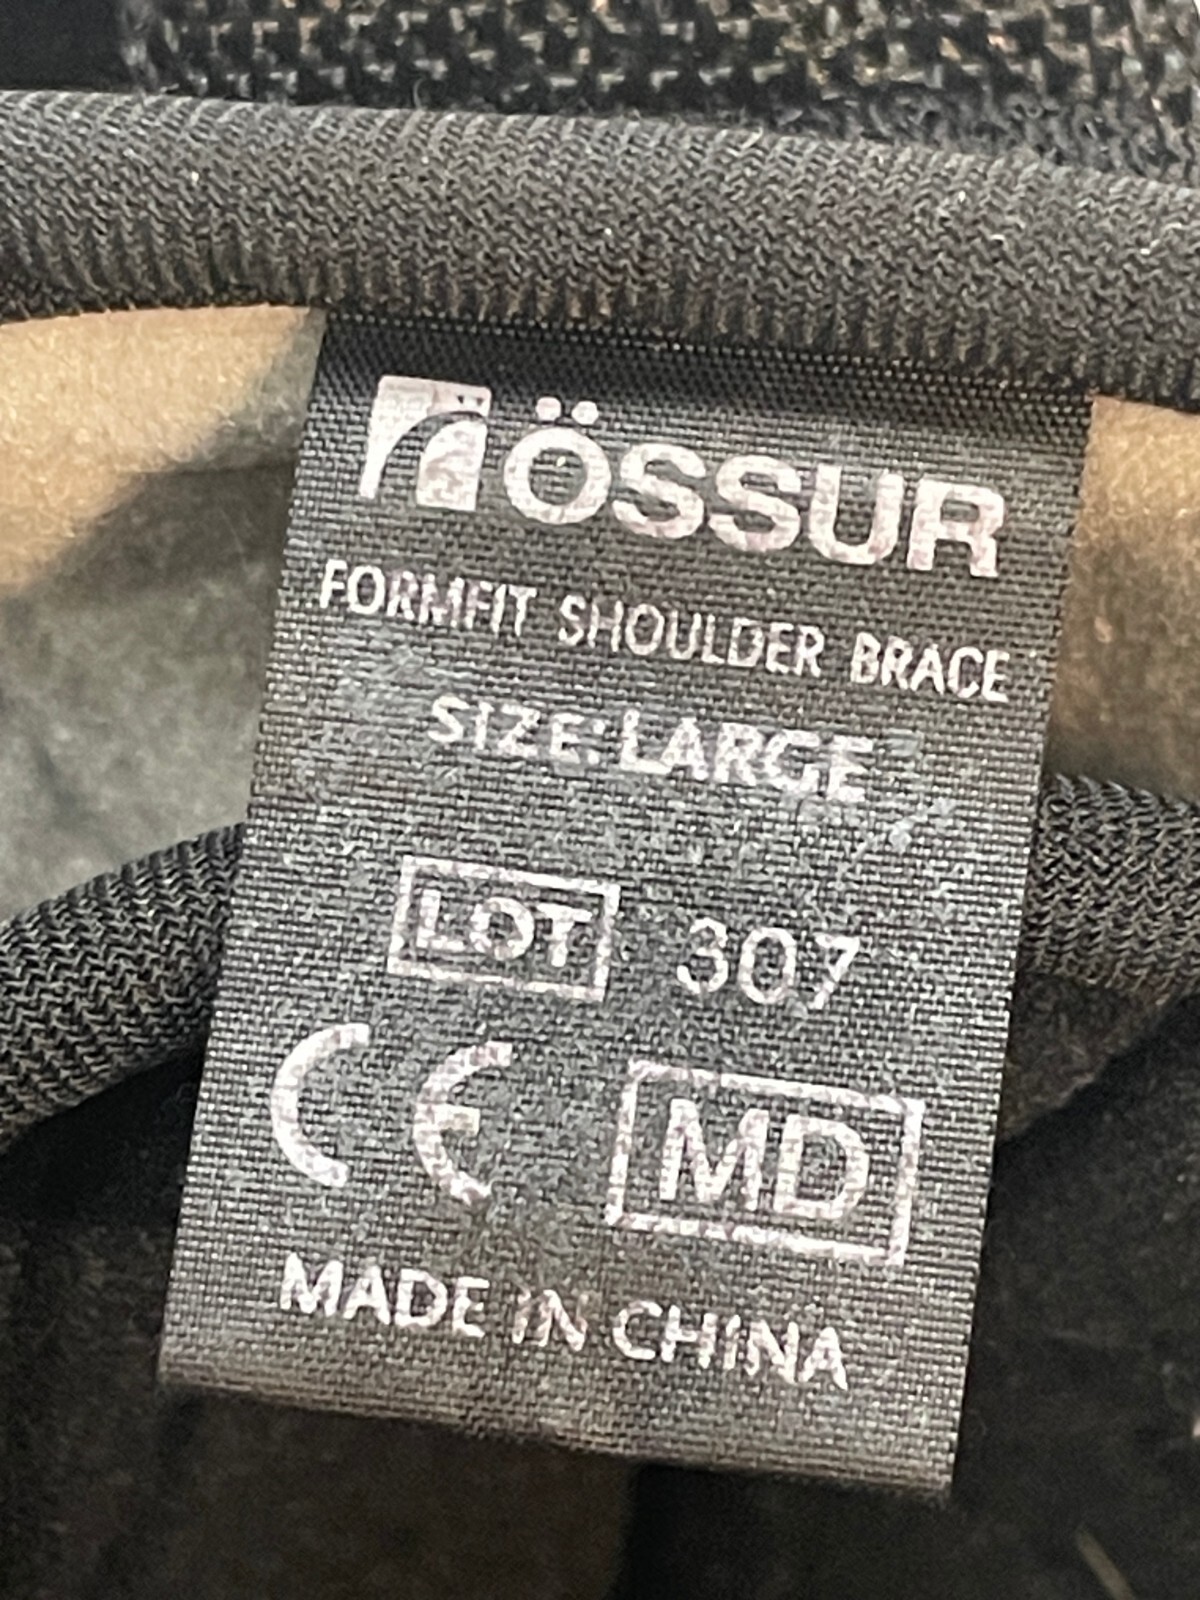 ÖSSUR
FORMFIT SHOULDER BRACE
SIZE: LARGE
LOT 307
CE MD
MADE IN CHINA